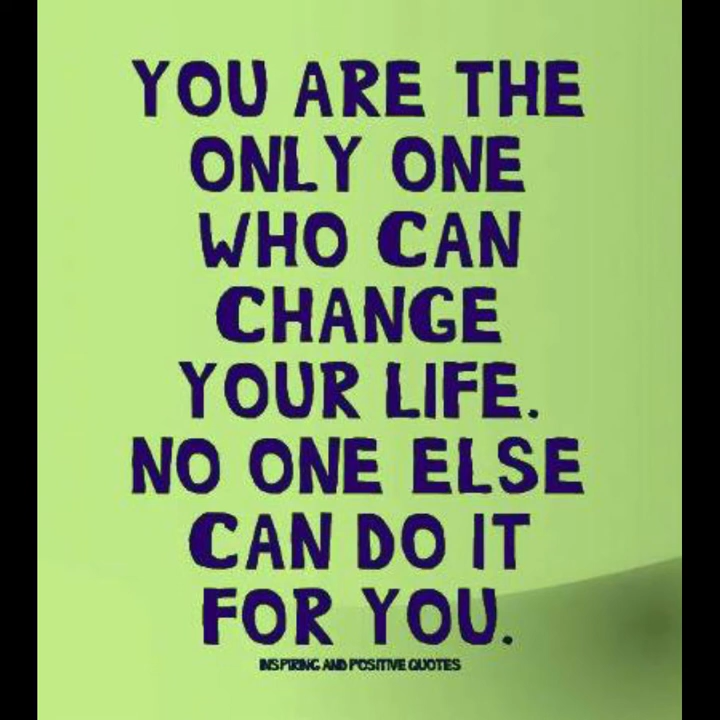 YOU ARE THE
ONLY ONE
WHO CAN
CHANGE
YOUR LIFE.
NO ONE ELSE
CAN DO IT
FOR YOU.
INSPIRING AND POSITIVE QUOTES